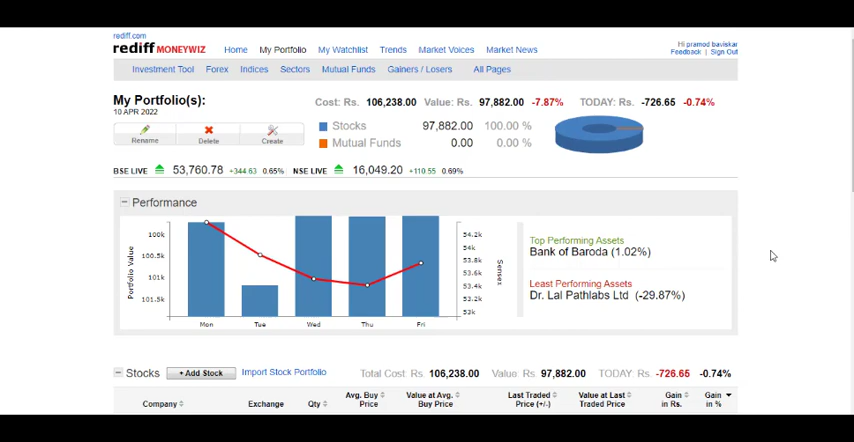 rediff.com
rediff MONEYWIZ Home My Portfolio My Watchlist Trends Market Voices Market News
Hi pramod baviskar
Feedback | Sign Out
Investment Tool Forex Indices Sectors Mutual Funds Gainers / Losers All Pages
My Portfolio(s): Cost: Rs. 106,238.00 Value: Rs. 97,882.00 -7.87% TODAY: Rs. -726.65 -0.74%
10 APR 2022
Stocks 97,882.00 100.00 %
Rename Delete Create
Mutual Funds 0.00 0.00 %
BSE LIVE 53,760.78 +344.63 0.65% NSE LIVE 16,049.20 +110.55 0.69%
Performance
Portfolio Value
100k
100.5k
101k
101.5k
54.2k
54k
53.8k
53.6k
53.4k
53.2k
53k
Sensex
Mon Tue Wed Thu Fri
Top Performing Assets
Bank of Baroda (1.02%)
Least Performing Assets
Dr. Lal Pathlabs Ltd (-29.87%)
Stocks + Add Stock Import Stock Portfolio Total Cost: Rs. 106,238.00 Value: Rs. 97,882.00 TODAY: Rs. -726.65 -0.74%
Company Exchange Qty Avg. Buy Price Value at Avg. Buy Price Last Traded Price (+/-) Value at Last Traded Price Gain in Rs. Gain in %